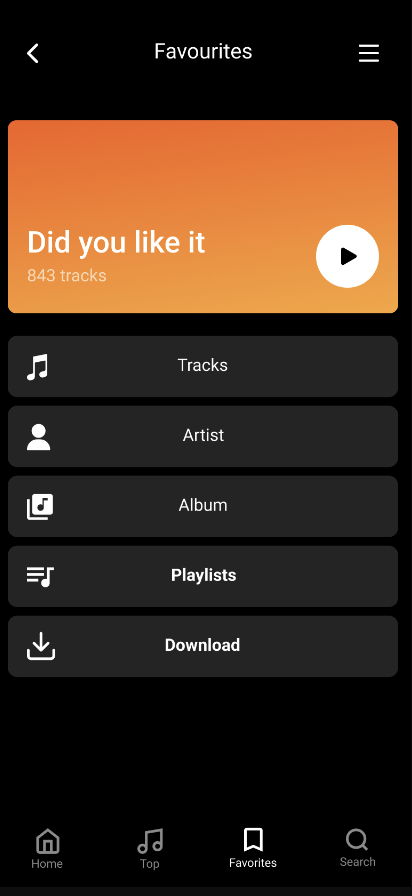 Favourites
Did you like it
843 tracks
Tracks
Artist
Album
Playlists
Download
Home
Top
Favorites
Search